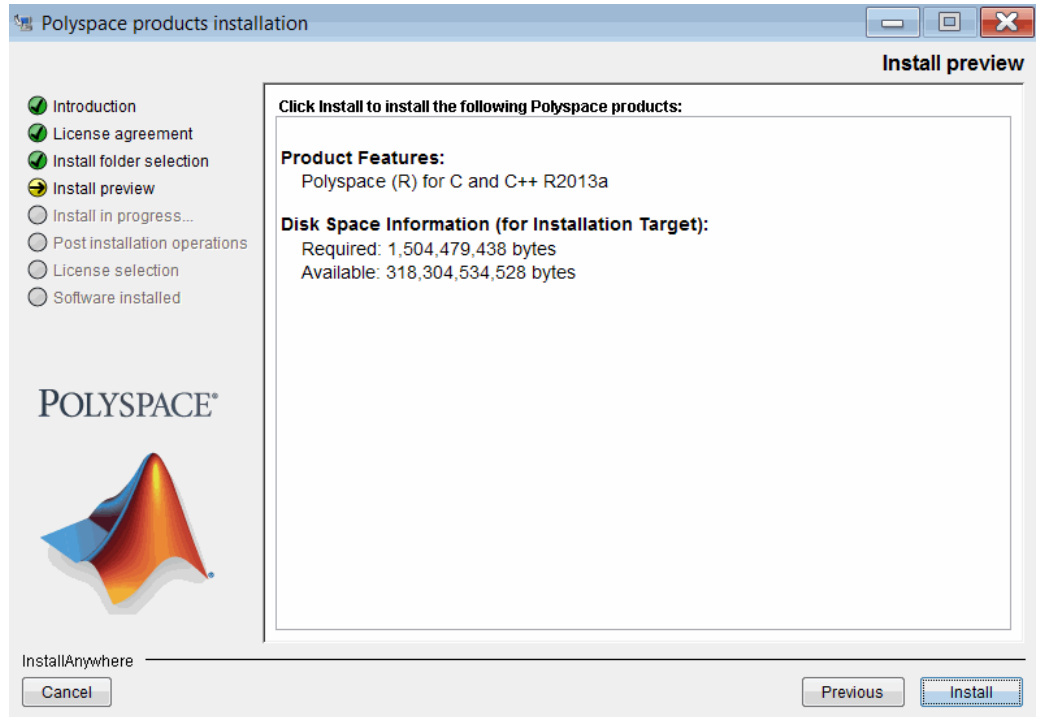 Polyspace products installation
Install preview
Introduction
License agreement
Install folder selection
Install preview
Install in progress...
Post installation operations
License selection
Software installed
POLYSPACE®
Click Install to install the following Polyspace products:
Product Features:
Polyspace (R) for C and C++ R2013a
Disk Space Information (for Installation Target):
Required: 1,504,479,438 bytes
Available: 318,304,534,528 bytes
InstallAnywhere
Cancel
Previous
Install